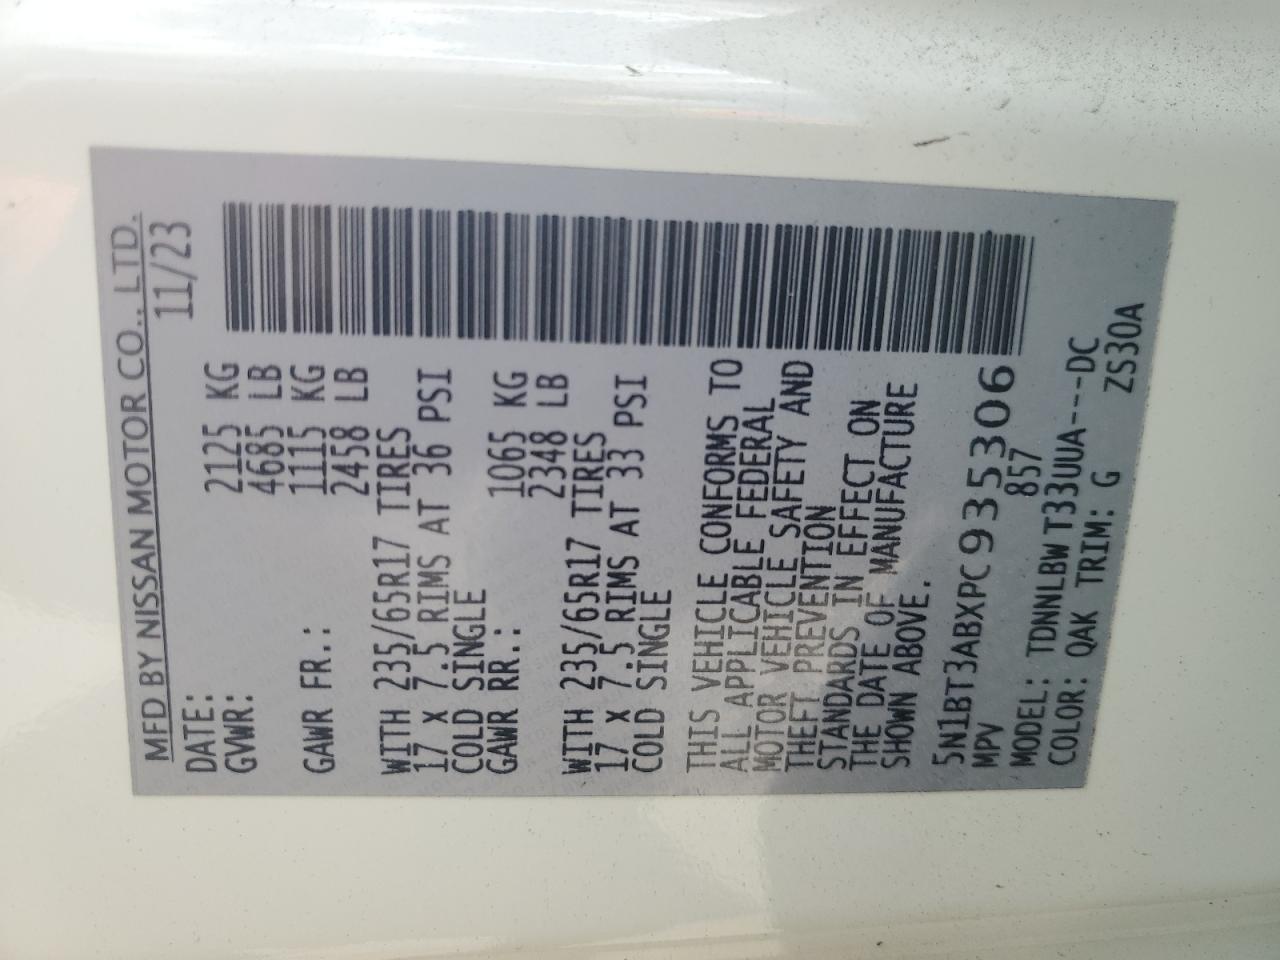 MFD BY NISSAN MOTOR CO., LTD.
DATE: 11/23
GVWR: 2125 KG
4685 LB
GAWR FR.: 1115 KG
2458 LB
WITH 235/65R17 TIRES
17 X 7.5 RIMS AT 36 PSI
COLD SINGLE
GAWR RR.: 1065 KG
2348 LB
WITH 235/65R17 TIRES
17 X 7.5 RIMS AT 33 PSI
COLD SINGLE
THIS VEHICLE CONFORMS TO
ALL APPLICABLE FEDERAL
MOTOR VEHICLE SAFETY AND
THEFT PREVENTION
STANDARDS IN EFFECT ON
THE DATE OF MANUFACTURE
SHOWN ABOVE.
5N1BT3ABXPC935306
MPV 857
MODEL: TDNNLBW T33UUA---DC
COLOR: QAK TRIM: G ZS30A